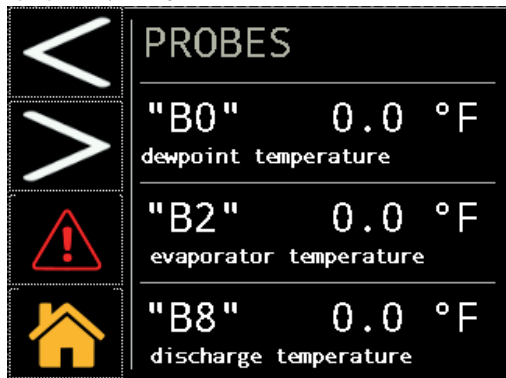 PROBES
"B0" 0.0 °F
dewpoint temperature
"B2" 0.0 °F
evaporator temperature
"B8" 0.0 °F
discharge temperature